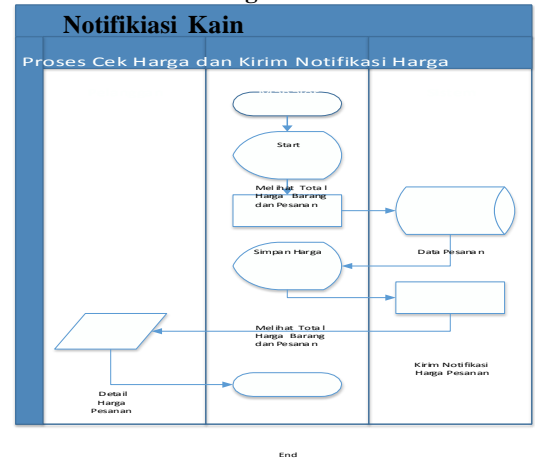 Notifikiasi Kain
Proses Cek Harga dan Kirim Notifikasi Harga
Start
Melihat Total
Harga Barang
dan Pesanan
Data Pesanan
Simpan Harga
Melihat Total
Harga Barang
dan Pesanan
Kirim Notifikasi
Harga Pesanan
Detail
Harga
Pesanan
End